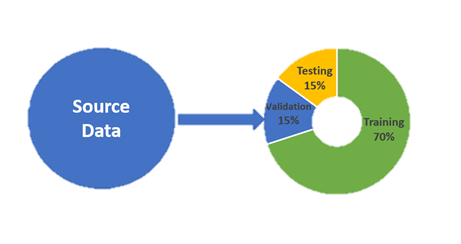 Source
Data
Testing
15%
Validation
15%
Training
70%